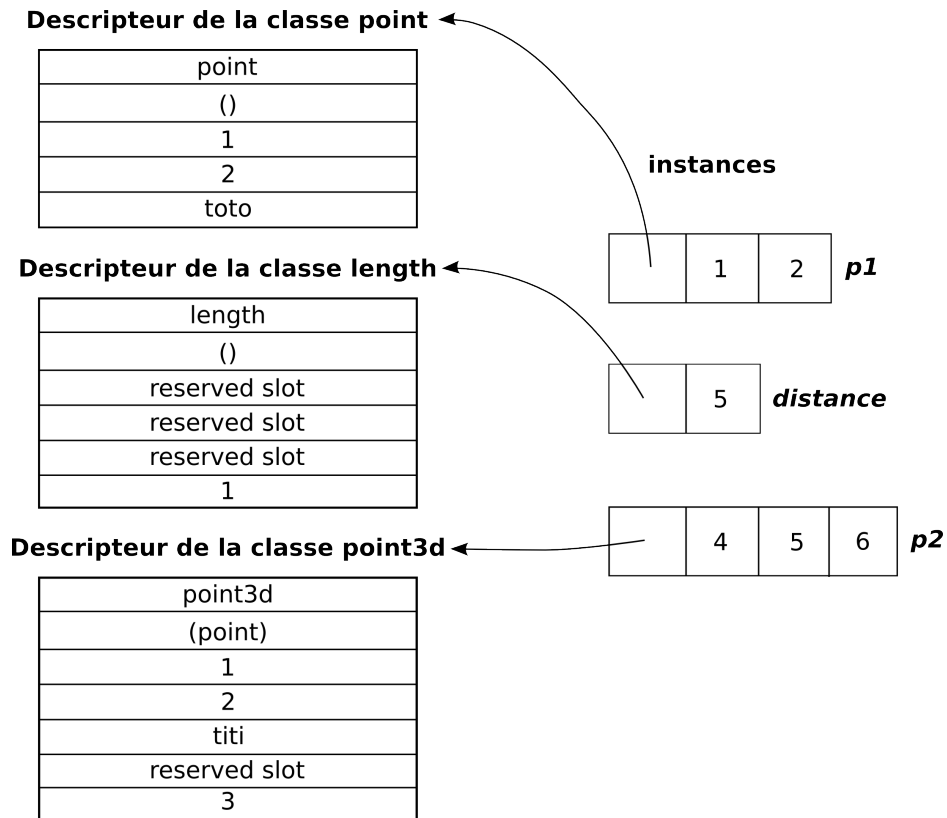 Descripteur de la classe point
point
()
1
2
toto
Descripteur de la classe length
length
()
reserved slot
reserved slot
reserved slot
1
Descripteur de la classe point3d
point3d
(point)
1
2
titi
reserved slot
3
instances
1 2 p1
5 distance
4 5 6 p2